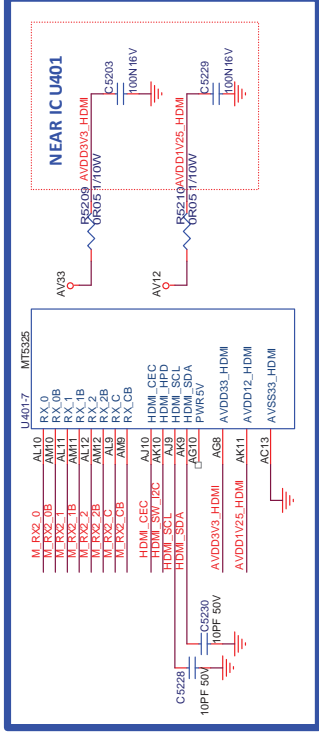 NEAR IC U401
AV33
R5209
0R05 1/10W
AVDD3V3_HDMI
C5203
100N16V
AV12
R5210
0R05 1/10W
AVDD1V25_HDMI
C5229
100N16V
U401-7
MT5325
M_RX2_0 AL10 RX_0
M_RX2_0B AM10 RX_0B
M_RX2_1 AL11 RX_1
M_RX2_1B AM11 RX_1B
M_RX2_2 AL12 RX_2
M_RX2_2B AM12 RX_2B
M_RX2_C AL9 RX_C
M_RX2_CB AM9 RX_CB
HDMI_CEC AJ10 HDMI_CEC
HDMI_SW_I2C AK10 HDMI_HPD
HDMI_SCL AJ9 HDMI_SCL
HDMI_SDA AK9 HDMI_SDA
AG10 PWR5V
AVDD3V3_HDMI AG8 AVDD33_HDMI
AVDD1V25_HDMI AK11 AVDD12_HDMI
AC13 AVSS33_HDMI
C5228
10PF 50V
C5230
10PF 50V